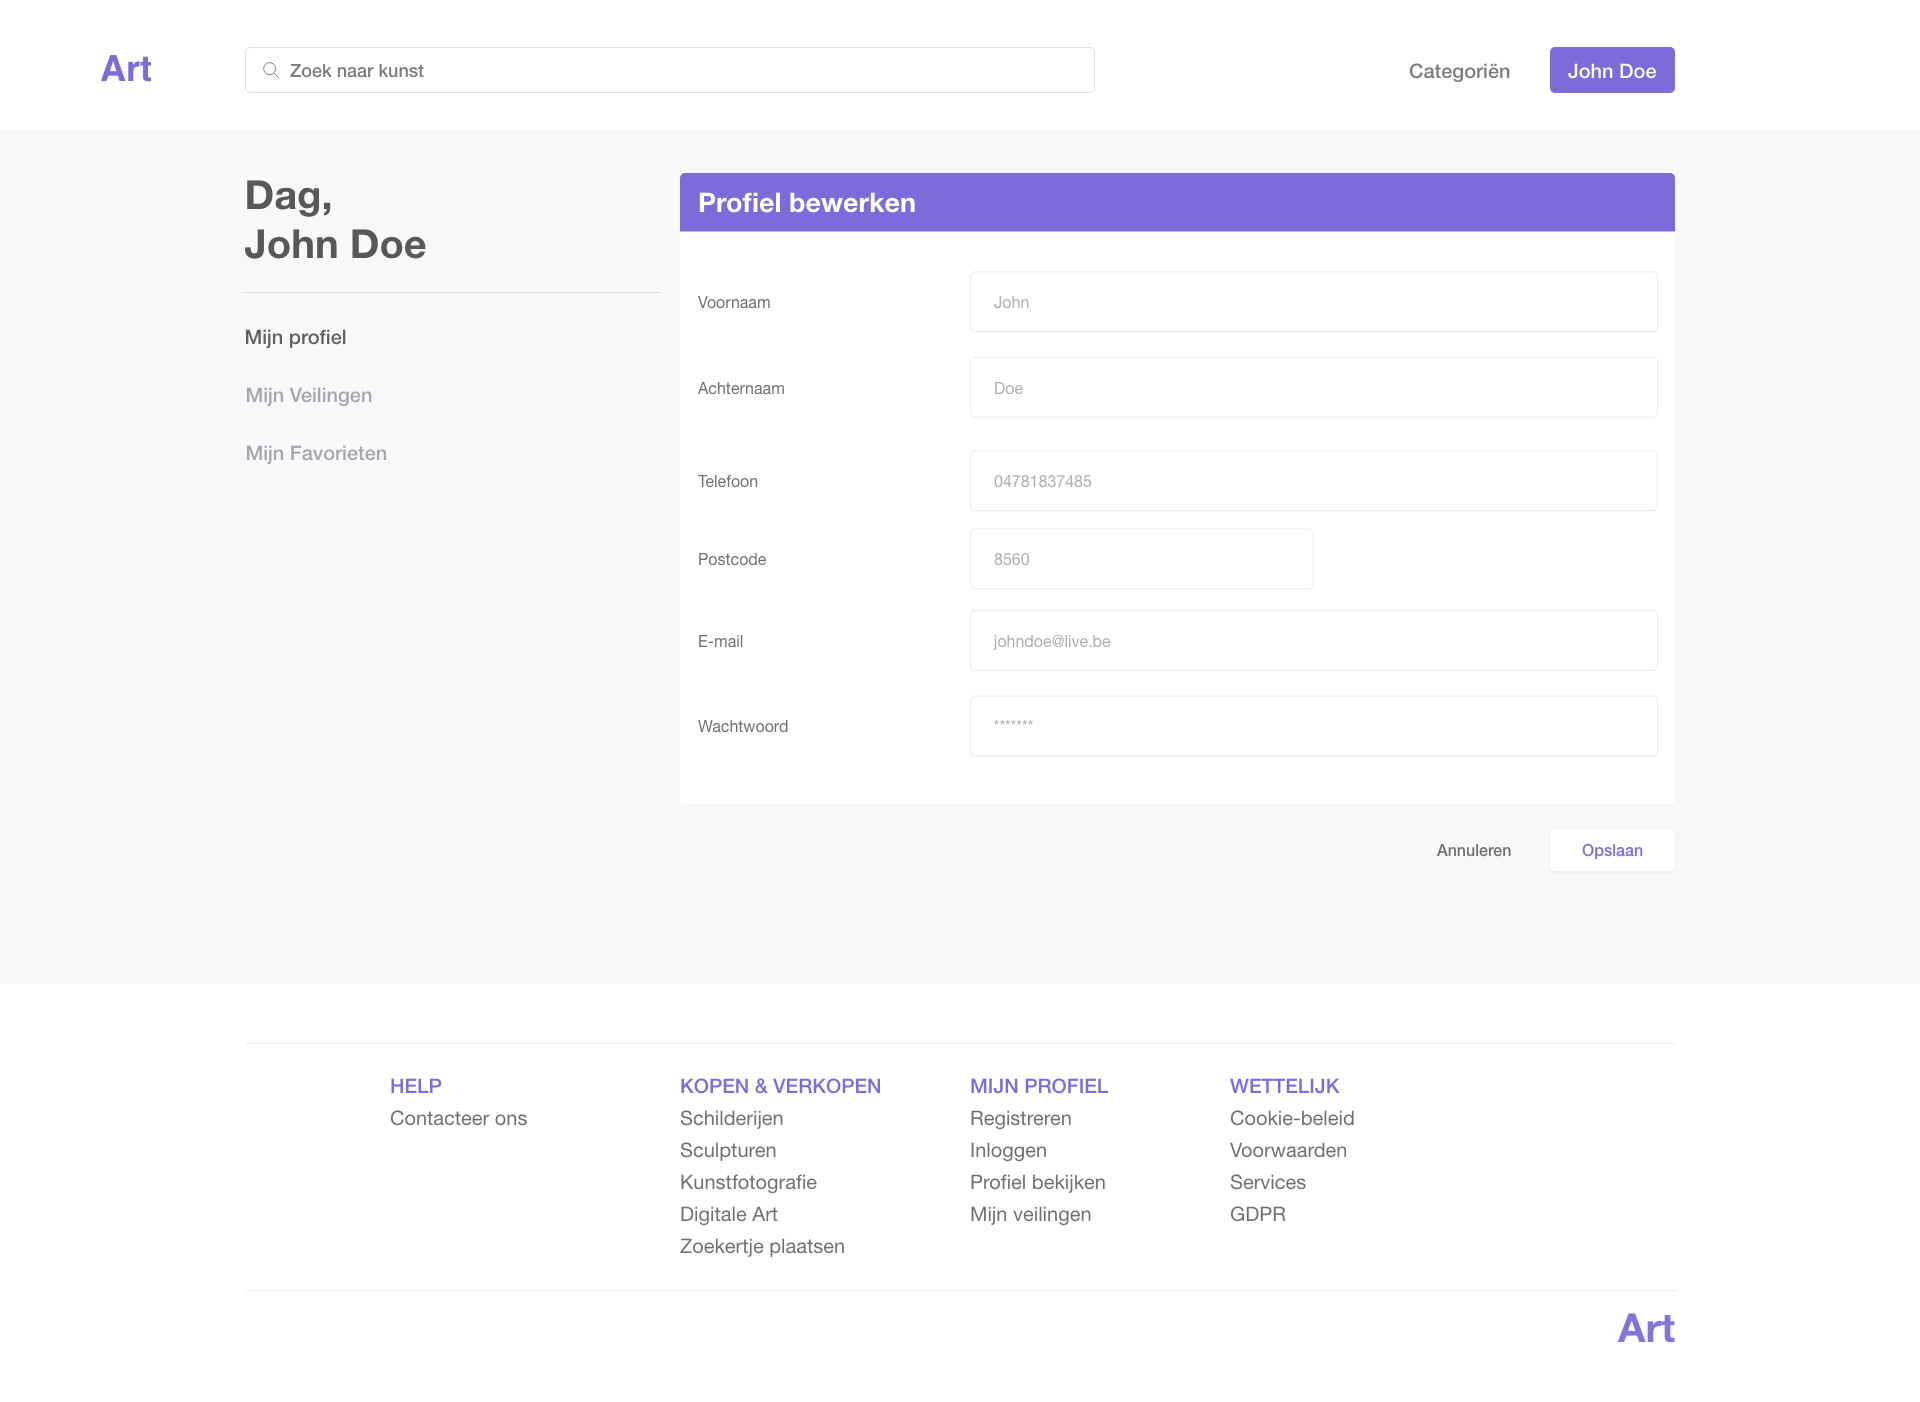 Art
Zoek naar kunst
Categoriën
John Doe
Dag,
John Doe
Mijn profiel
Mijn Veilingen
Mijn Favorieten
Profiel bewerken
Voornaam
John
Achternaam
Doe
Telefoon
04781837485
Postcode
8560
E-mail
johndoe@live.be
Wachtwoord
*******
Annuleren
Opslaan
HELP
Contacteer ons
KOPEN & VERKOPEN
Schilderijen
Sculpturen
Kunstfotografie
Digitale Art
Zoekertje plaatsen
MIJN PROFIEL
Registreren
Inloggen
Profiel bekijken
Mijn veilingen
WETTELIJK
Cookie-beleid
Voorwaarden
Services
GDPR
Art